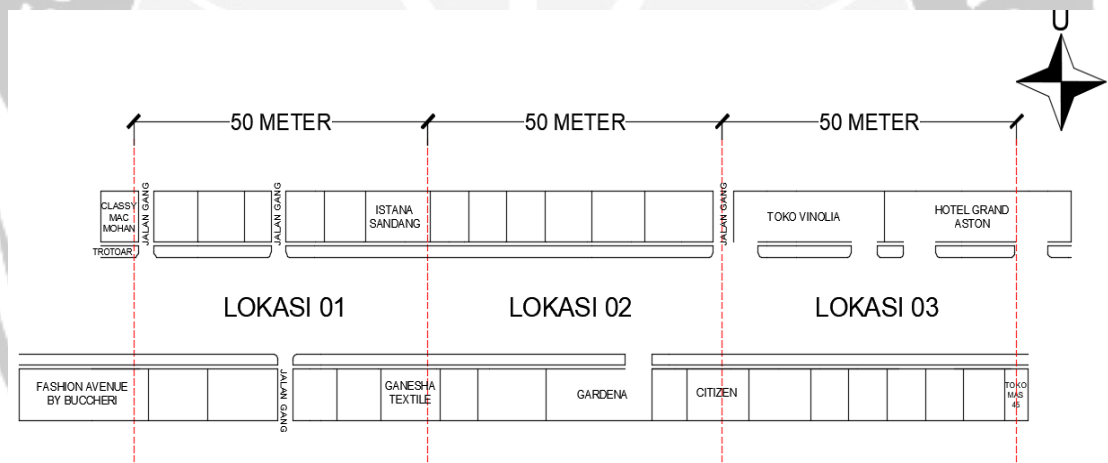 U
50 METER
50 METER
50 METER
CLASSY
MAC
MOHAN
JALAN GANG
JALAN GANG
ISTANA
SANDANG
JALAN GANG
TOKO VINOLIA
HOTEL GRAND
ASTON
TROTOAR
LOKASI 01
LOKASI 02
LOKASI 03
FASHION AVENUE
BY BUCCHERI
JALAN GANG
GANESHA
TEXTILE
GARDENA
CITIZEN
TOKO
MAS